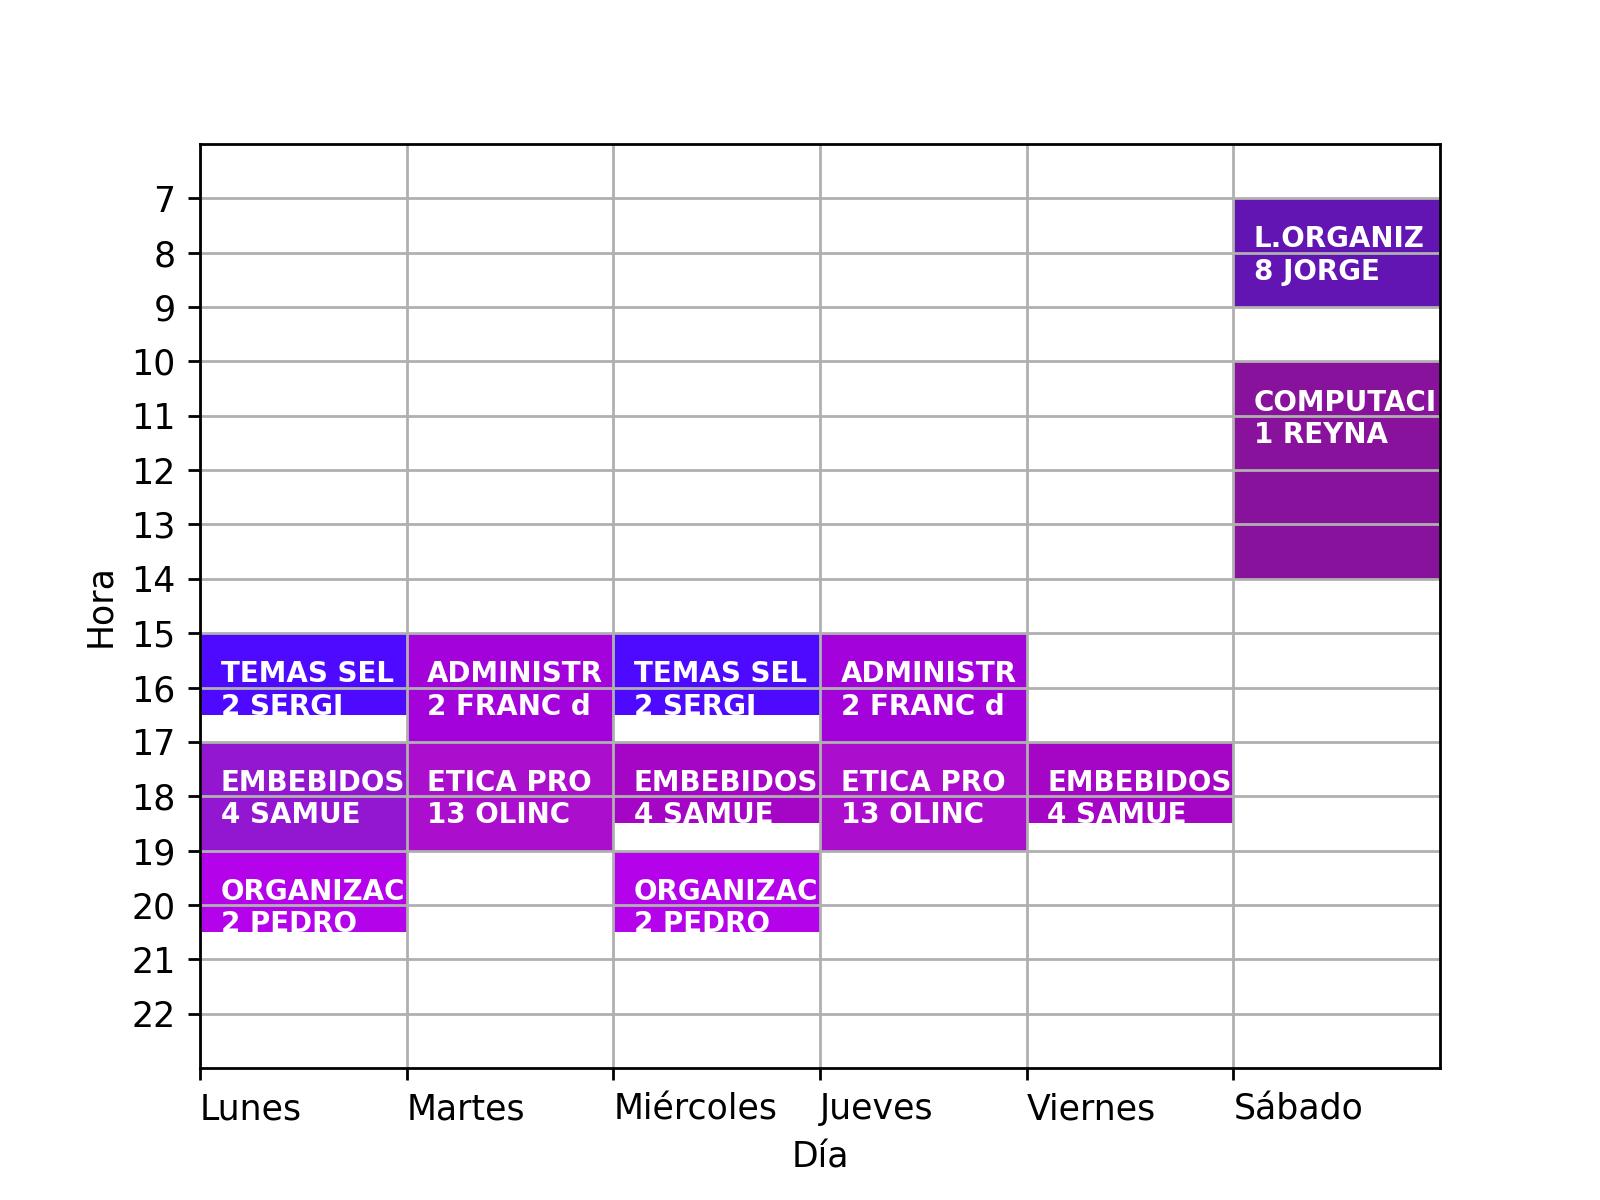 7
L.ORGANIZ
8
8 JORGE
9
10
COMPUTACI
11
1 REYNA
12
13
14
Hora
15
TEMAS SEL ADMINISTR TEMAS SEL ADMINISTR
16
2 SERGI 2 FRANC d 2 SERGI 2 FRANC d
17
EMBEBIDOS ETICA PRO EMBEBIDOS ETICA PRO EMBEBIDOS
18
4 SAMUE 13 OLINC 4 SAMUE 13 OLINC 4 SAMUE
19
ORGANIZAC ORGANIZAC
20
2 PEDRO 2 PEDRO
21
22
Lunes Martes Miércoles Jueves Viernes Sábado
Día